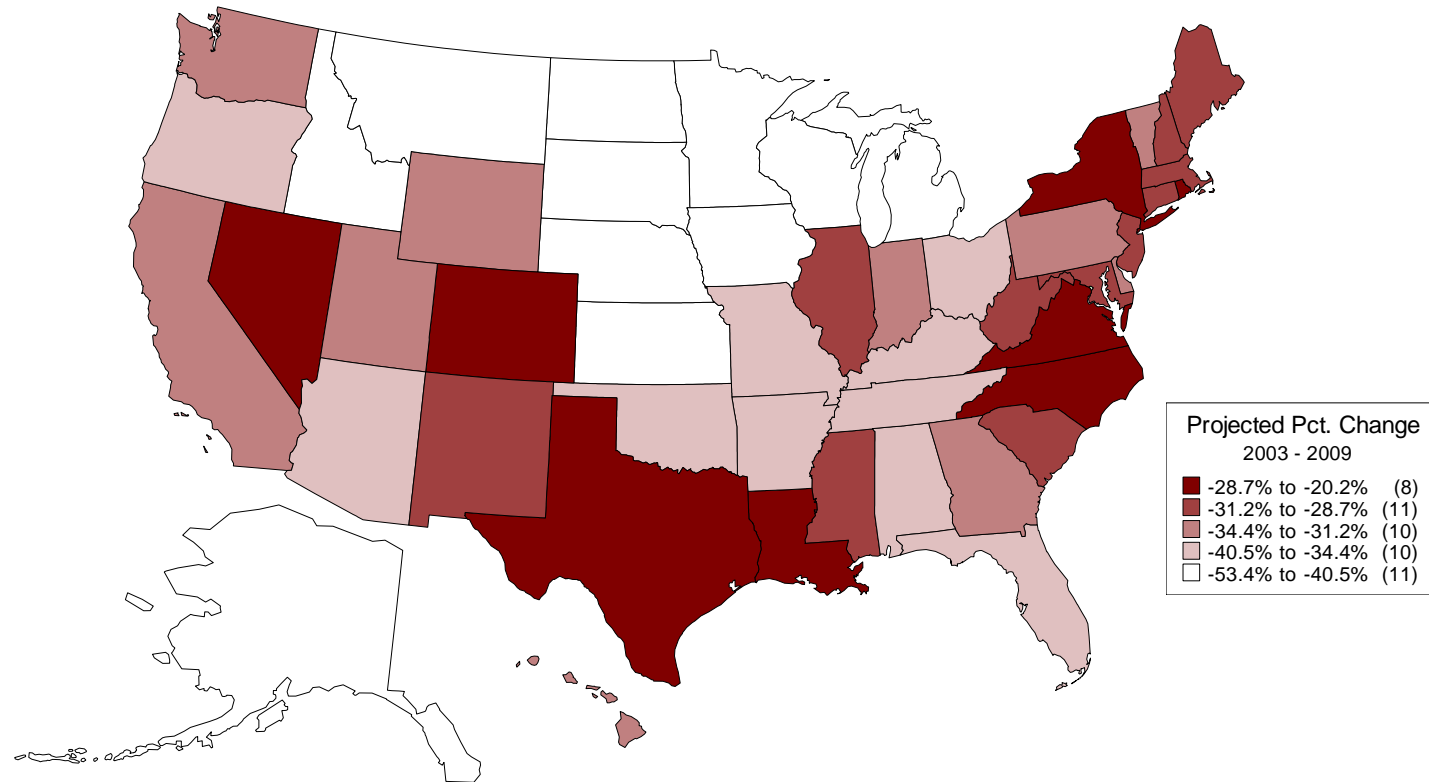 Projected Pct. Change
2003 - 2009
-28.7% to -20.2% (8)
-31.2% to -28.7% (11)
-34.4% to -31.2% (10)
-40.5% to -34.4% (10)
-53.4% to -40.5% (11)